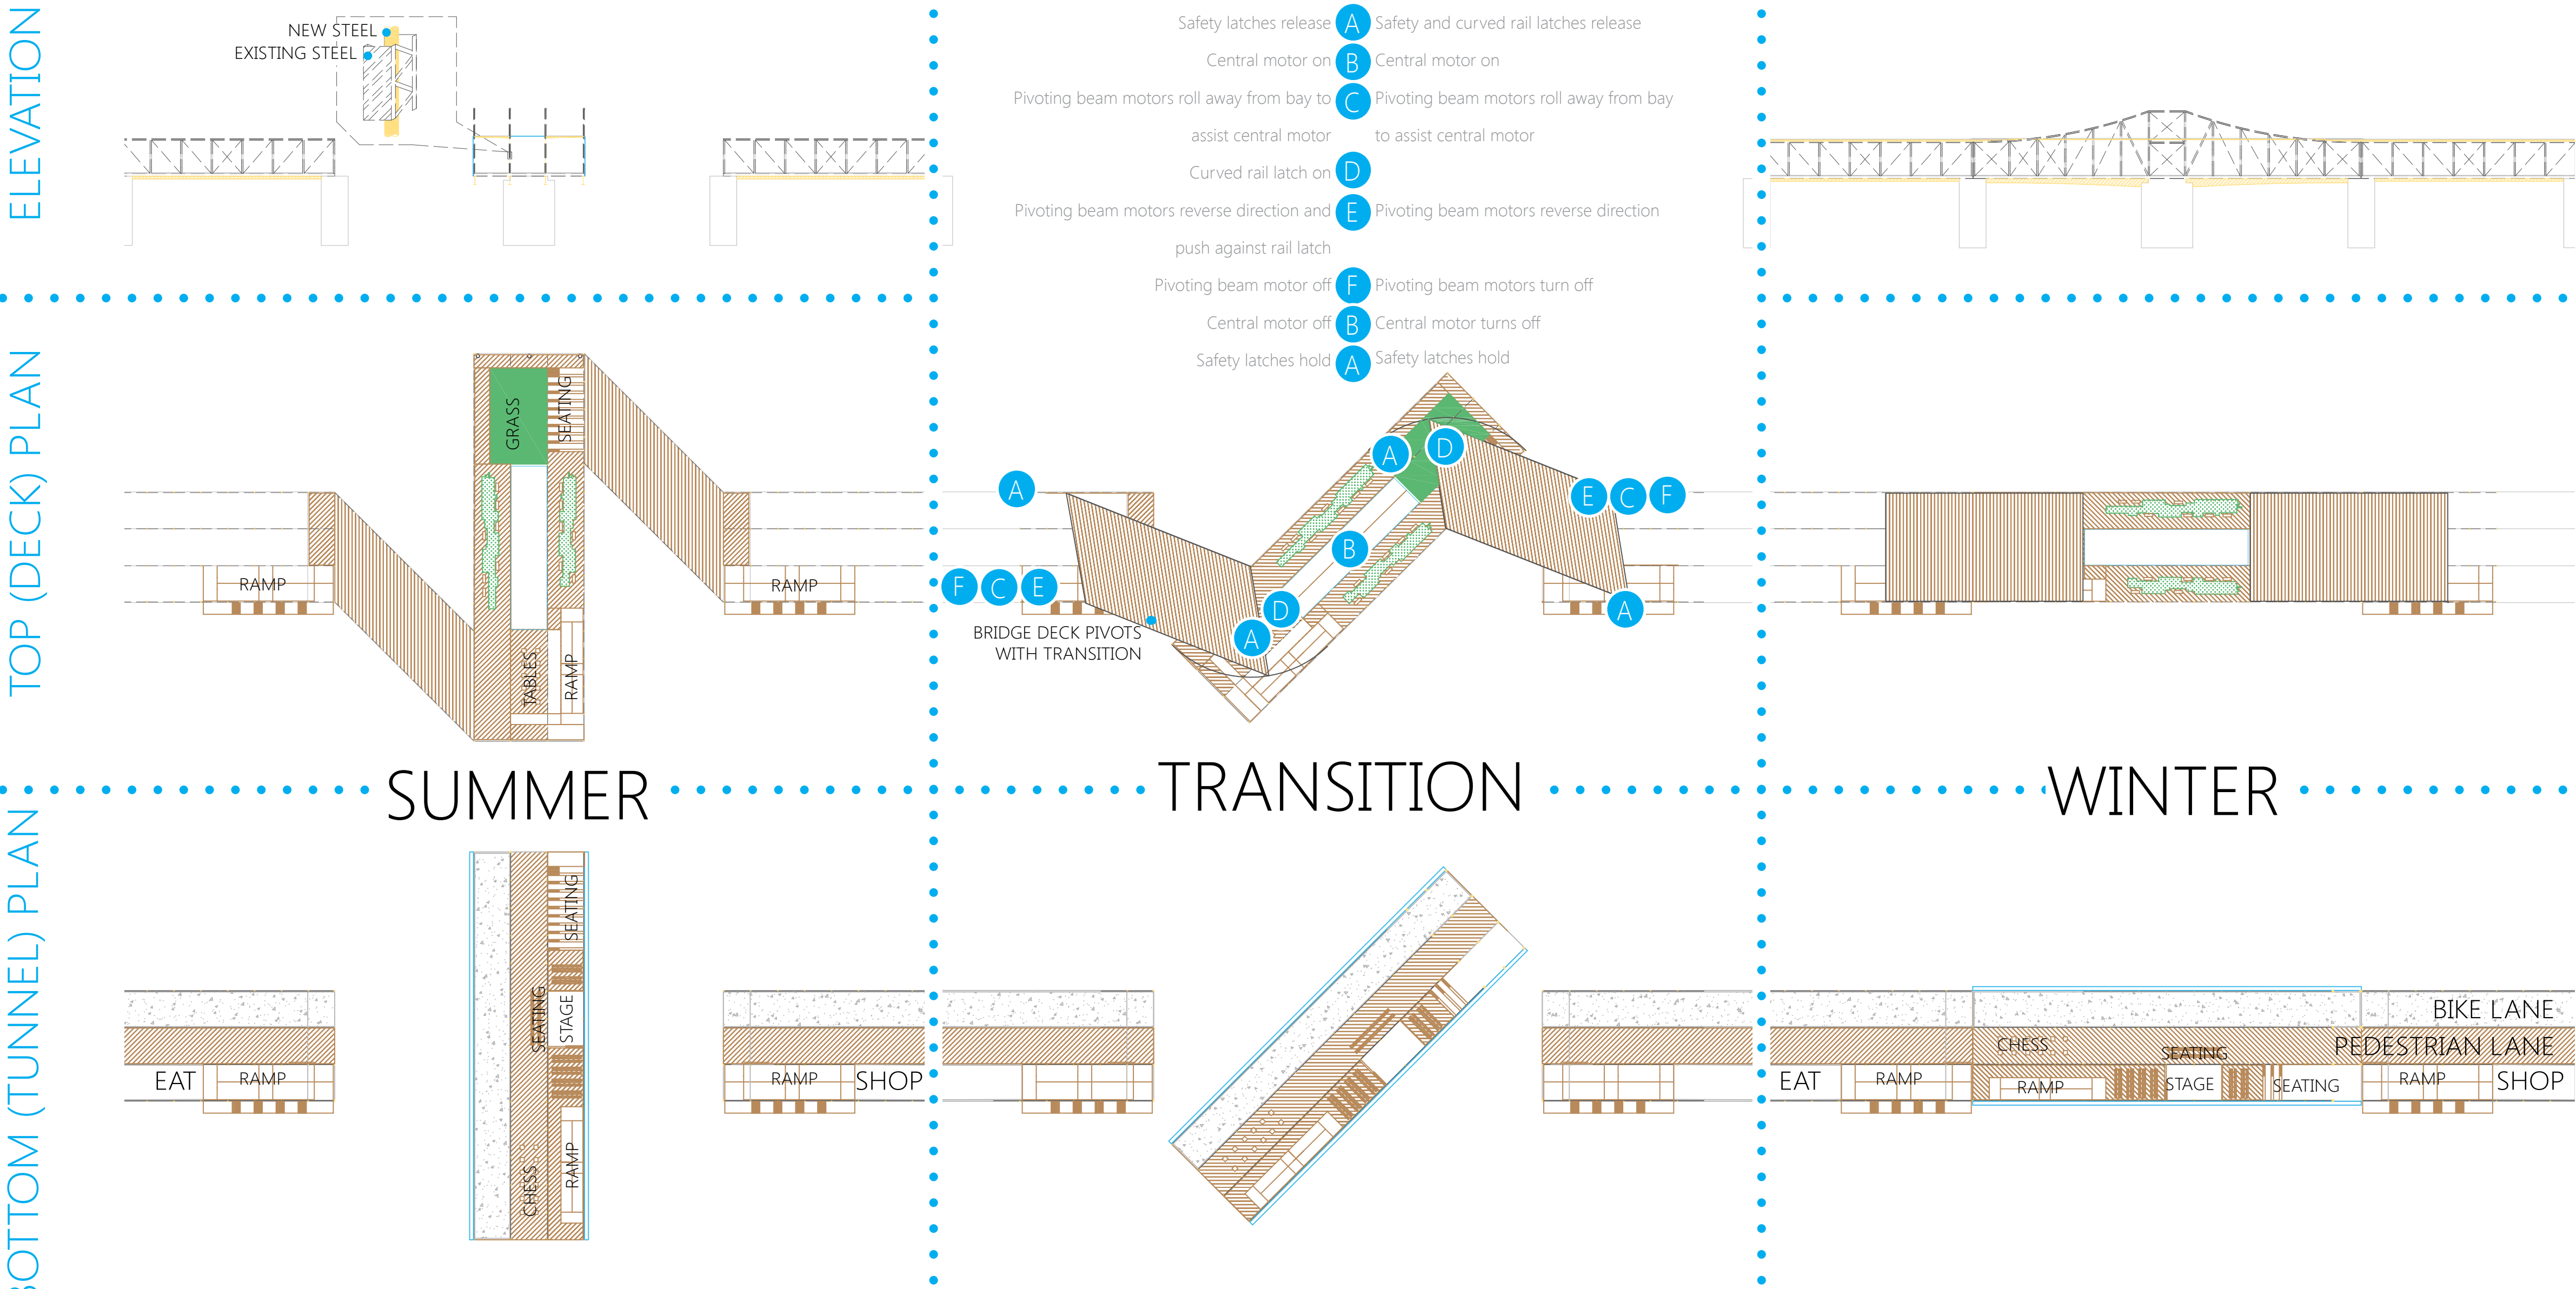 ELEVATION
NEW STEEL
EXISTING STEEL
Safety latches release A Safety and curved rail latches release
Central motor on B Central motor on
Pivoting beam motors roll away from bay to C Pivoting beam motors roll away from bay
assist central motor to assist central motor
Curved rail latch on D
Pivoting beam motors reverse direction and E Pivoting beam motors reverse direction
push against rail latch
Pivoting beam motor off F Pivoting beam motors turn off
Central motor off B Central motor turns off
Safety latches hold A Safety latches hold
TOP (DECK) PLAN
GRASS
SEATING
RAMP
RAMP
TABLES
RAMP
A
D
A
E C F
B
F C E
D
A
A
BRIDGE DECK PIVOTS
WITH TRANSITION
SUMMER
TRANSITION
WINTER
BOTTOM (TUNNEL) PLAN
SEATING
SEATING
STAGE
EAT
RAMP
RAMP
SHOP
CHESS
RAMP
BIKE LANE
CHESS
SEATING
PEDESTRIAN LANE
EAT
RAMP
RAMP
STAGE
SEATING
RAMP
SHOP